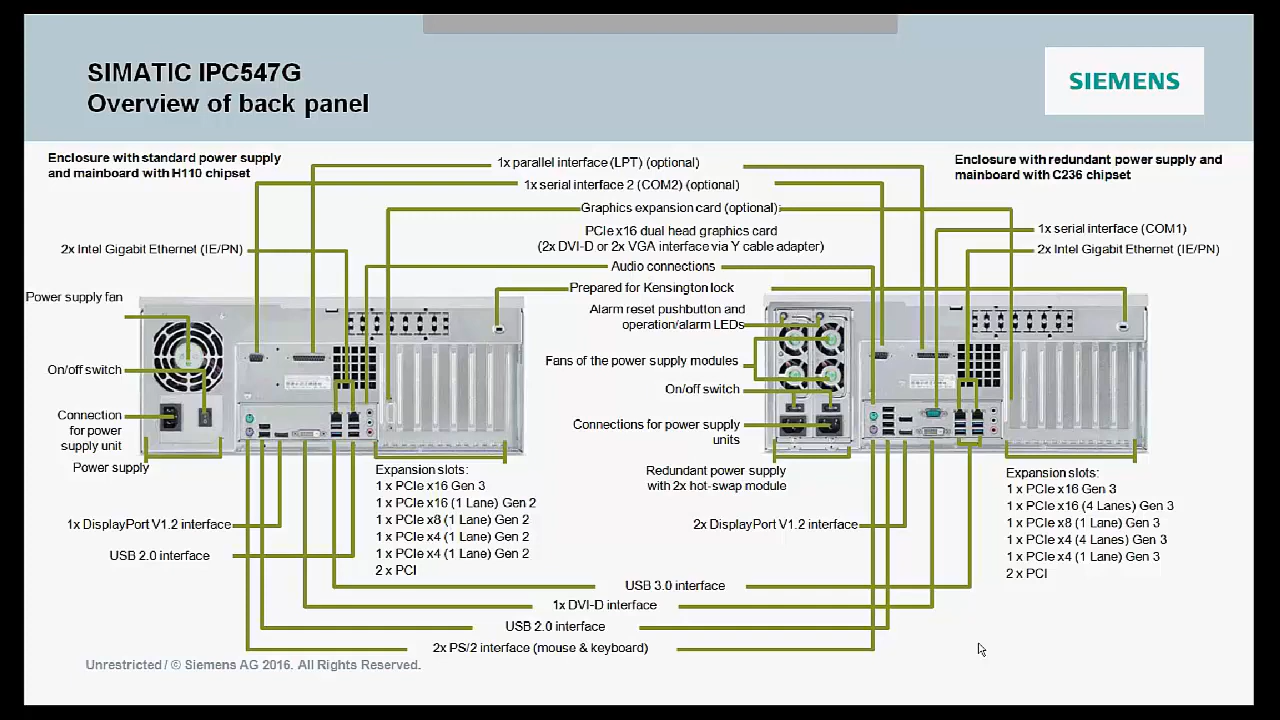 SIMATIC IPC547G
Overview of back panel
SIEMENS
Enclosure with standard power supply
and mainboard with H110 chipset
1x parallel interface (LPT) (optional)
Enclosure with redundant power supply and
mainboard with C236 chipset
1x serial interface 2 (COM2) (optional)
Graphics expansion card (optional)
PCIe x16 dual head graphics card
(2x DVI-D or 2x VGA interface via Y cable adapter)
1x serial interface (COM1)
2x Intel Gigabit Ethernet (IE/PN)
2x Intel Gigabit Ethernet (IE/PN)
Audio connections
Prepared for Kensington lock
Power supply fan
Alarm reset pushbutton and
operation/alarm LEDs
Fans of the power supply modules
On/off switch
On/off switch
Connection
for power
supply unit
Connections for power supply
units
Power supply
Redundant power supply
with 2x hot-swap module
Expansion slots:
1 x PCIe x16 Gen 3
1 x PCIe x16 (1 Lane) Gen 2
1 x PCIe x8 (1 Lane) Gen 2
1 x PCIe x4 (1 Lane) Gen 2
1 x PCIe x4 (1 Lane) Gen 2
2 x PCI
Expansion slots:
1 x PCIe x16 Gen 3
1 x PCIe x16 (4 Lanes) Gen 3
1 x PCIe x8 (1 Lane) Gen 3
1 x PCIe x4 (4 Lanes) Gen 3
1 x PCIe x4 (1 Lane) Gen 3
2 x PCI
1x DisplayPort V1.2 interface
2x DisplayPort V1.2 interface
USB 2.0 interface
USB 3.0 interface
1x DVI-D interface
USB 2.0 interface
2x PS/2 interface (mouse & keyboard)
Unrestricted / © Siemens AG 2016. All Rights Reserved.